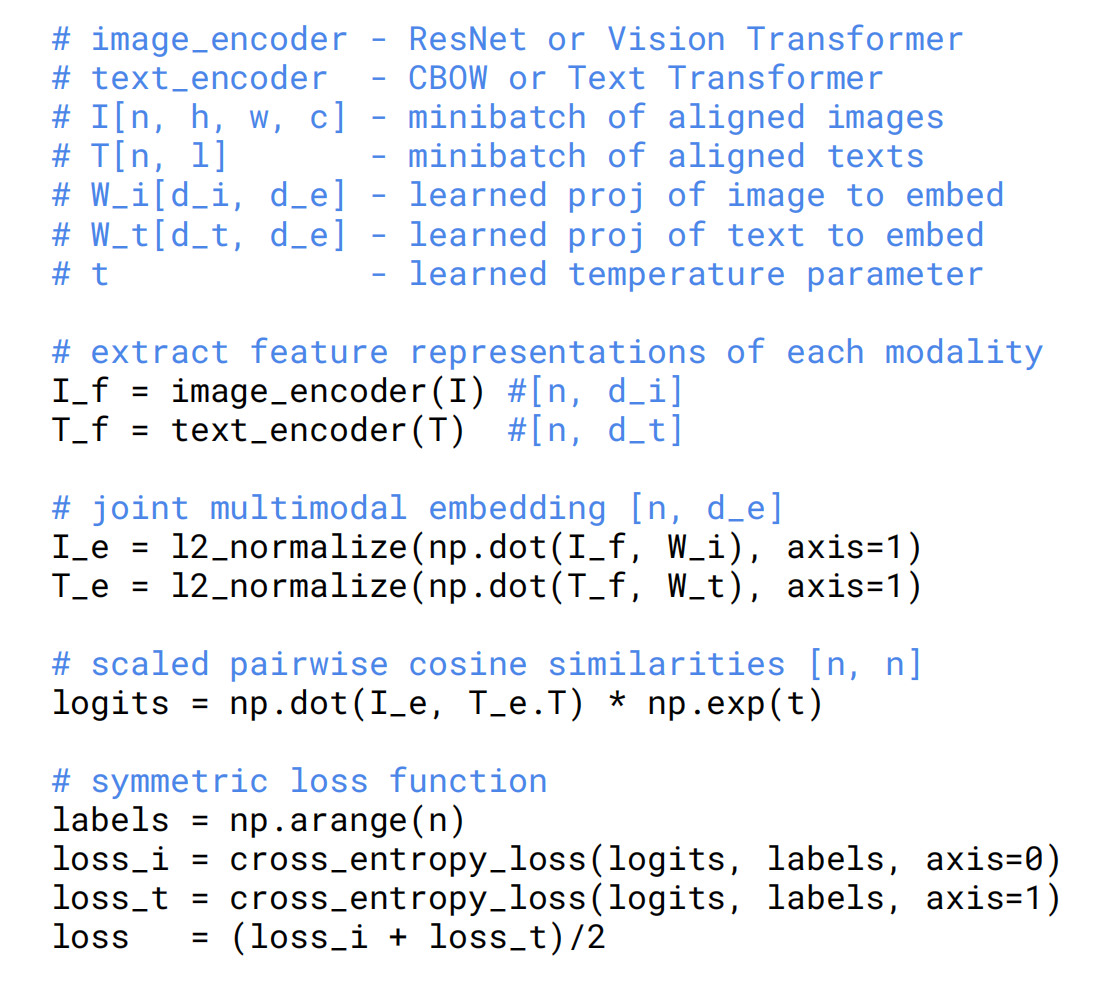 # image_encoder - ResNet or Vision Transformer
# text_encoder  - CBOW or Text Transformer
# I[n, h, w, c] - minibatch of aligned images
# T[n, l]       - minibatch of aligned texts
# W_i[d_i, d_e] - learned proj of image to embed
# W_t[d_t, d_e] - learned proj of text to embed
# t             - learned temperature parameter

# extract feature representations of each modality
I_f = image_encoder(I) #[n, d_i]
T_f = text_encoder(T)  #[n, d_t]

# joint multimodal embedding [n, d_e]
I_e = l2_normalize(np.dot(I_f, W_i), axis=1)
T_e = l2_normalize(np.dot(T_f, W_t), axis=1)

# scaled pairwise cosine similarities [n, n]
logits = np.dot(I_e, T_e.T) * np.exp(t)

# symmetric loss function
labels = np.arange(n)
loss_i = cross_entropy_loss(logits, labels, axis=0)
loss_t = cross_entropy_loss(logits, labels, axis=1)
loss   = (loss_i + loss_t)/2